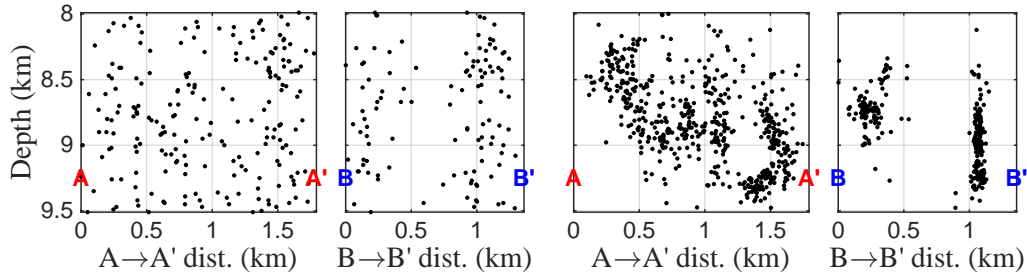 8
8.5
9
9.5
Depth (km)
A A' B B' A A' B B'
0 0.5 1 1.5 0 0.5 1 0 0.5 1 1.5 0 0.5 1
A→A' dist. (km) B→B' dist. (km) A→A' dist. (km) B→B' dist. (km)